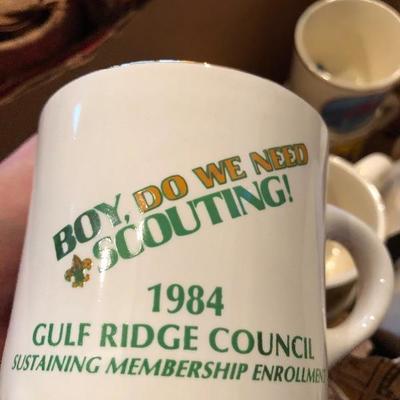 BOY, DO WE NEED
SCOUTING!
1984
GULF RIDGE COUNCIL
SUSTAINING MEMBERSHIP ENROLLMENT